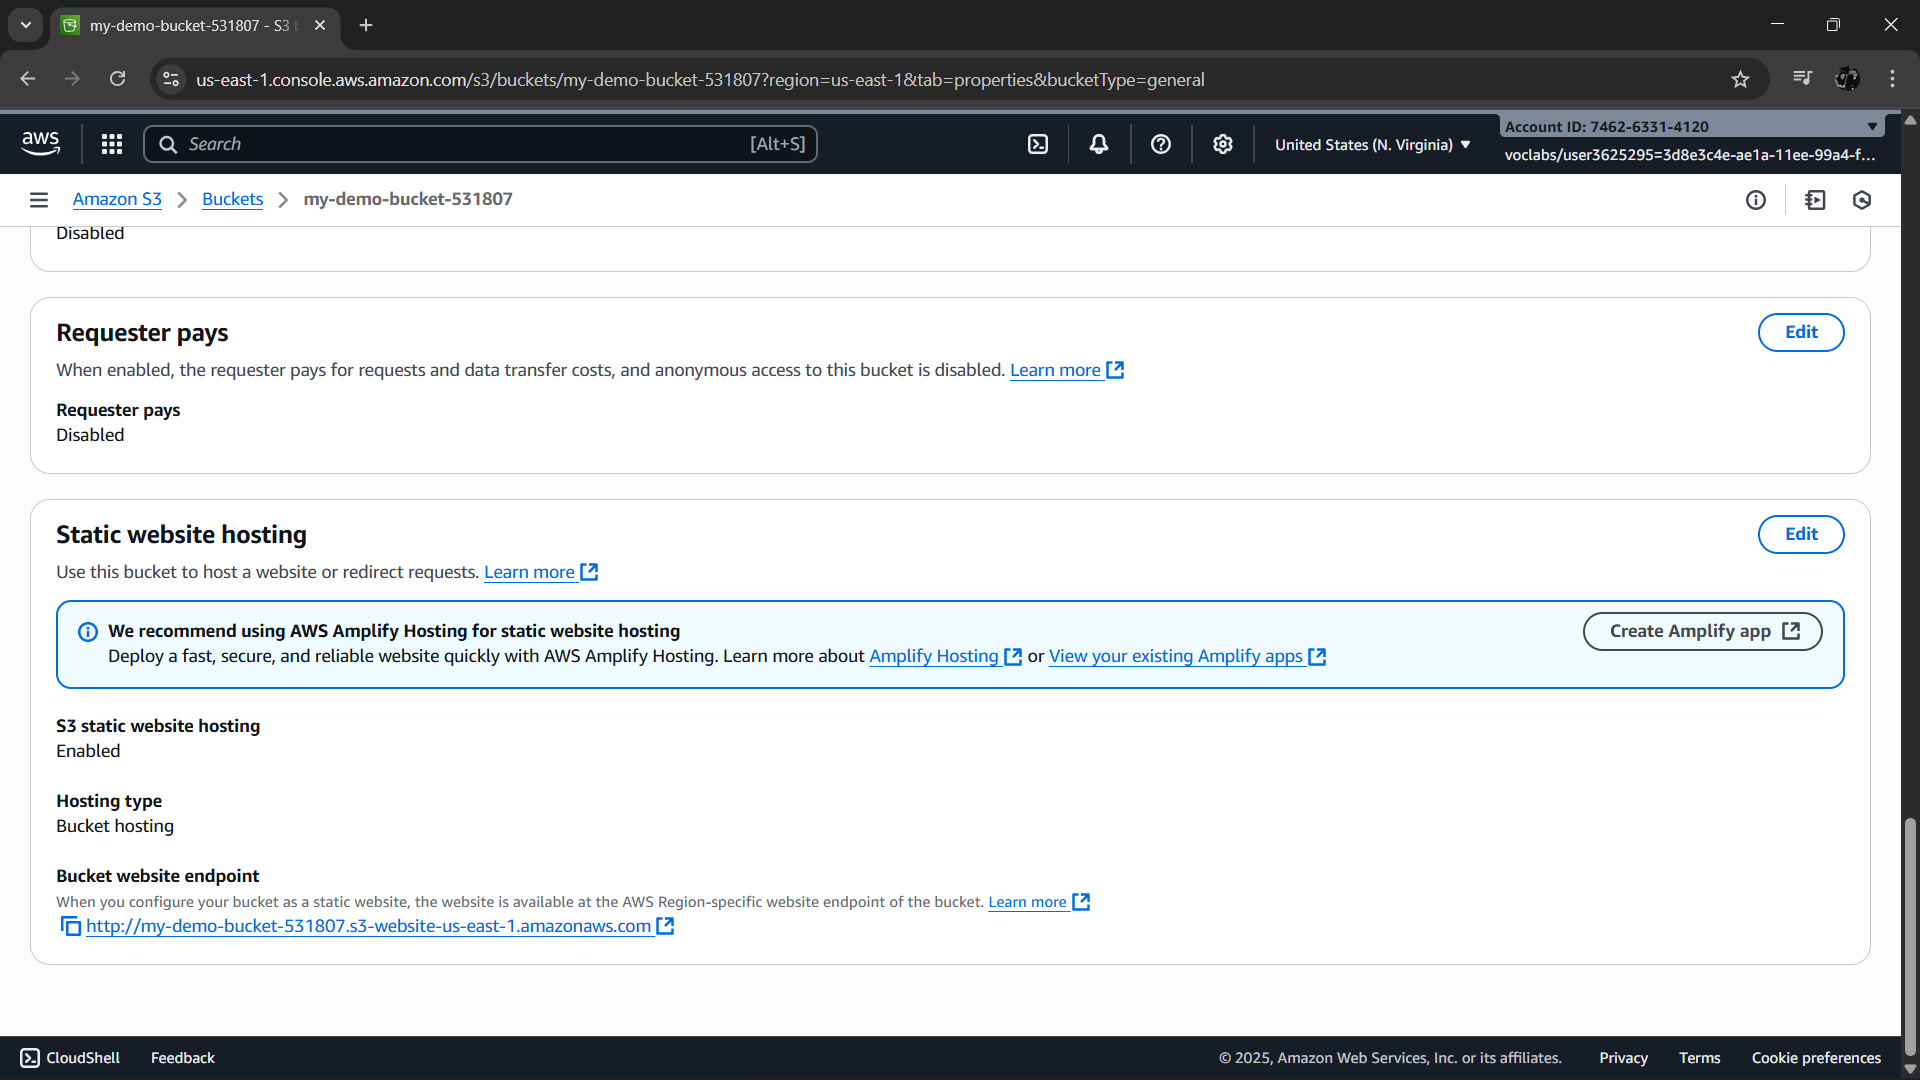 my-demo-bucket-531807 - S3
us-east-1.console.aws.amazon.com/s3/buckets/my-demo-bucket-531807?region=us-east-1&tab=properties&bucketType=general
aws
Search
[Alt+S]
United States (N. Virginia)
Account ID: 7462-6331-4120
voclabs/user3625295=3d8e3c4e-ae1a-11ee-99a4-f...
Amazon S3
Buckets
my-demo-bucket-531807
Disabled
Requester pays
Edit
When enabled, the requester pays for requests and data transfer costs, and anonymous access to this bucket is disabled. Learn more
Requester pays
Disabled
Static website hosting
Edit
Use this bucket to host a website or redirect requests. Learn more
We recommend using AWS Amplify Hosting for static website hosting
Create Amplify app
Deploy a fast, secure, and reliable website quickly with AWS Amplify Hosting. Learn more about Amplify Hosting or View your existing Amplify apps
S3 static website hosting
Enabled
Hosting type
Bucket hosting
Bucket website endpoint
When you configure your bucket as a static website, the website is available at the AWS Region-specific website endpoint of the bucket. Learn more
http://my-demo-bucket-531807.s3-website-us-east-1.amazonaws.com
CloudShell
Feedback
© 2025, Amazon Web Services, Inc. or its affiliates.
Privacy
Terms
Cookie preferences